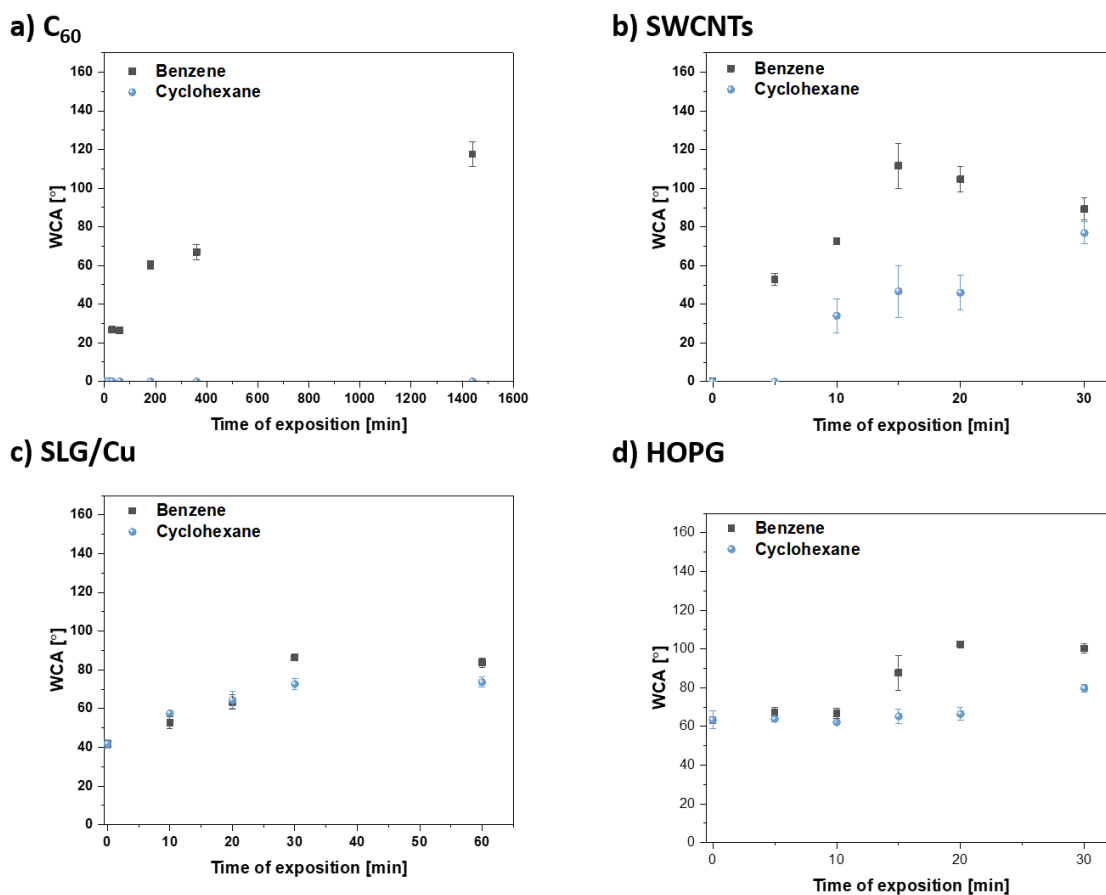 a) C60
Benzene
Cyclohexane
160
140
120
100
80
60
40
20
0
WCA [°]
0 200 400 600 800 1000 1200 1400 1600
Time of exposition [min]
b) SWCNTs
Benzene
Cyclohexane
160
140
120
100
80
60
40
20
0
WCA [°]
0 10 20 30
Time of exposition [min]
c) SLG/Cu
Benzene
Cyclohexane
160
140
120
100
80
60
40
20
0
WCA [°]
0 10 20 30 40 50 60
Time of exposition [min]
d) HOPG
Benzene
Cyclohexane
160
140
120
100
80
60
40
20
0
WCA [°]
0 10 20 30
Time of exposition [min]